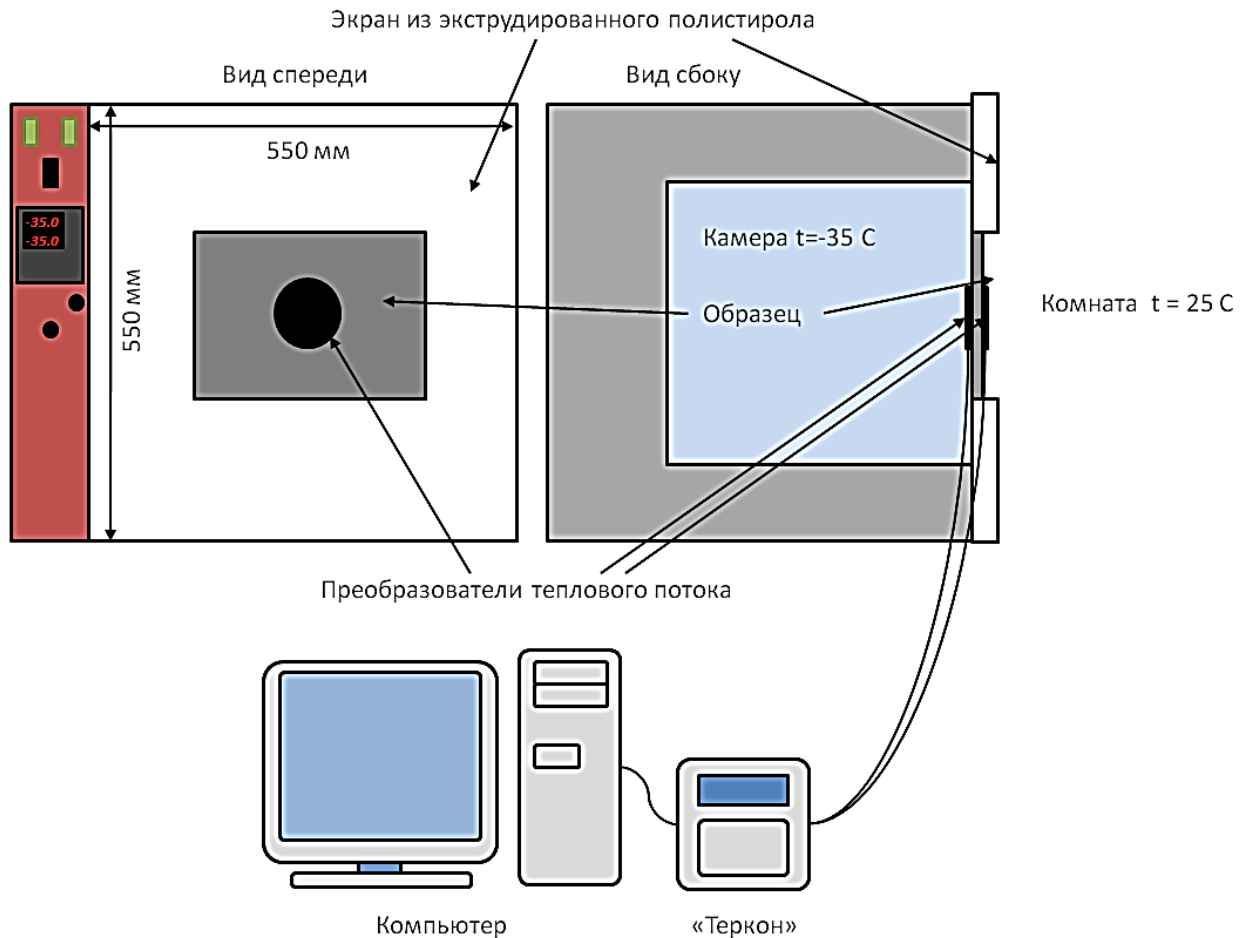 Экран из экструдированного полистирола
Вид спереди
Вид сбоку
550 мм
-35.0
-35.0
550 мм
Камера t=-35 С
Образец
Комната t = 25 С
Преобразователи теплового потока
Компьютер
«Теркон»